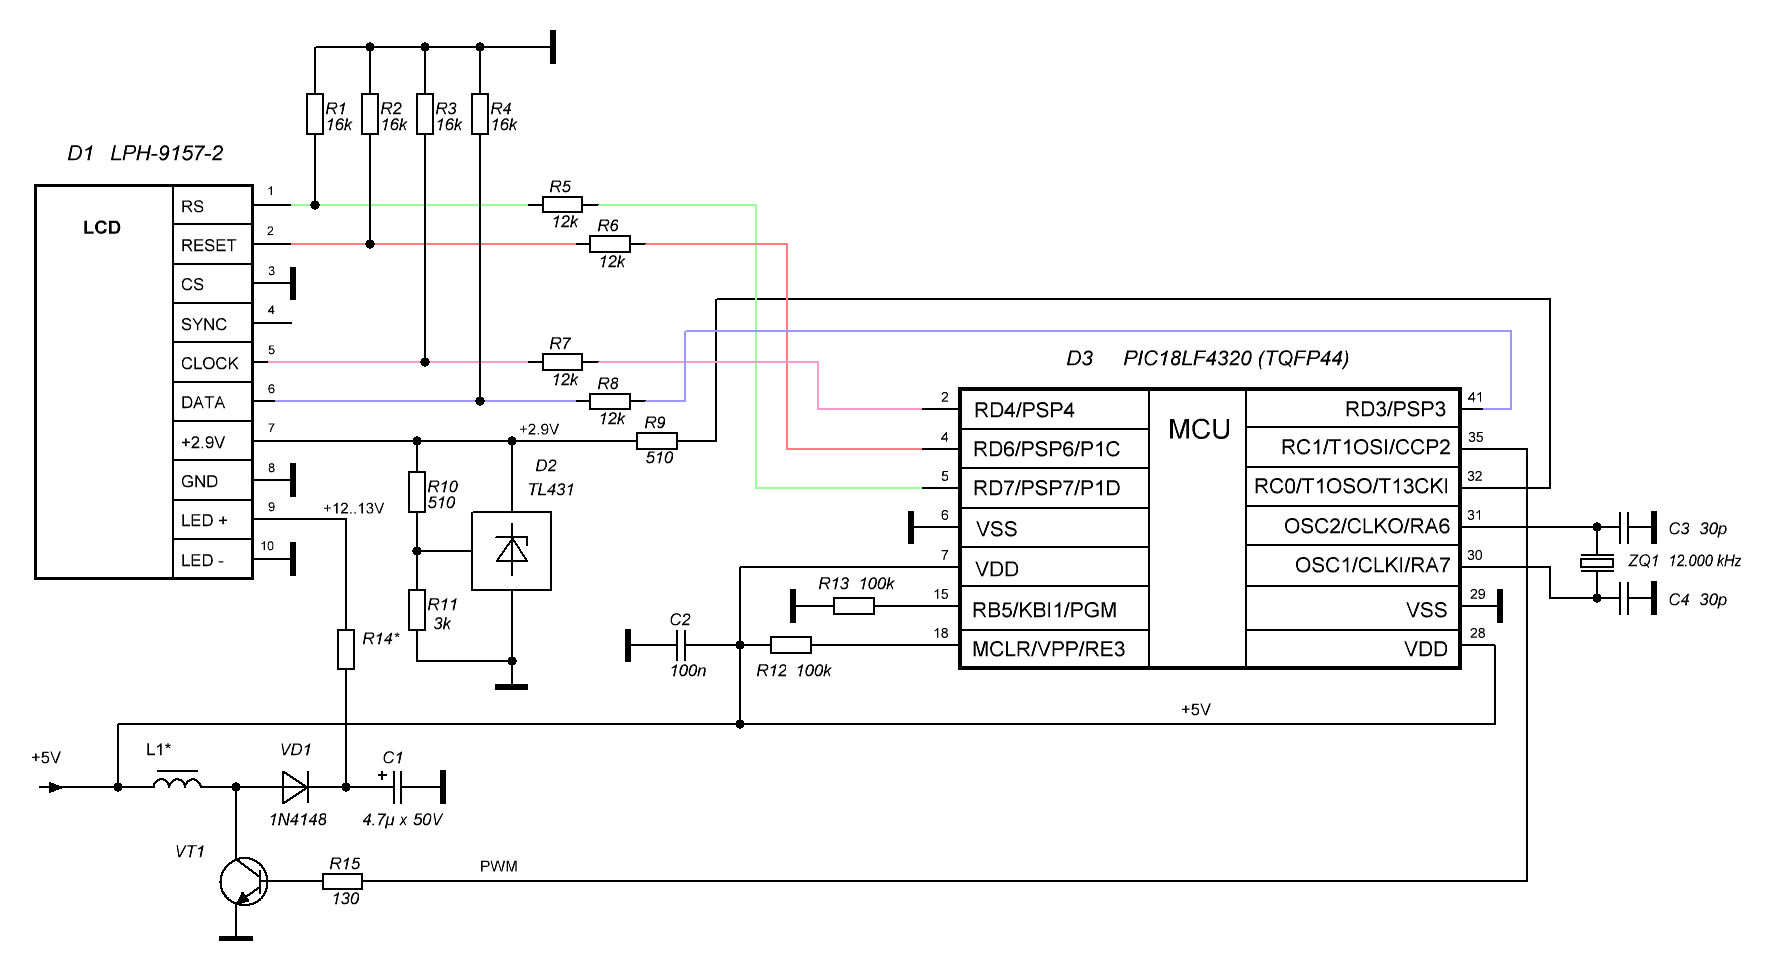 R1
16k
R2
16k
R3
16k
R4
16k
D1 LPH-9157-2
LCD
RS
1
RESET
2
CS
3
SYNC
4
CLOCK
5
DATA
6
+2.9V
7
GND
8
LED +
9
LED -
10
R5
12k
R6
12k
R7
12k
R8
12k
+2.9V
R9
510
D2
TL431
R10
510
R11
3k
+12..13V
R14*
D3 PIC18LF4320 (TQFP44)
MCU
2
RD4/PSP4
4
RD6/PSP6/P1C
5
RD7/PSP7/P1D
6
VSS
7
VDD
15
RB5/KBI1/PGM
18
MCLR/VPP/RE3
RD3/PSP3
41
RC1/T1OSI/CCP2
35
RC0/T1OSO/T13CKI
32
OSC2/CLKO/RA6
31
OSC1/CLKI/RA7
30
VSS
29
VDD
28
C3 30p
ZQ1 12.000 kHz
C4 30p
R13 100k
C2
100n
R12 100k
+5V
+5V
L1*
VD1
1N4148
C1
+
4.7µ x 50V
VT1
R15
130
PWM